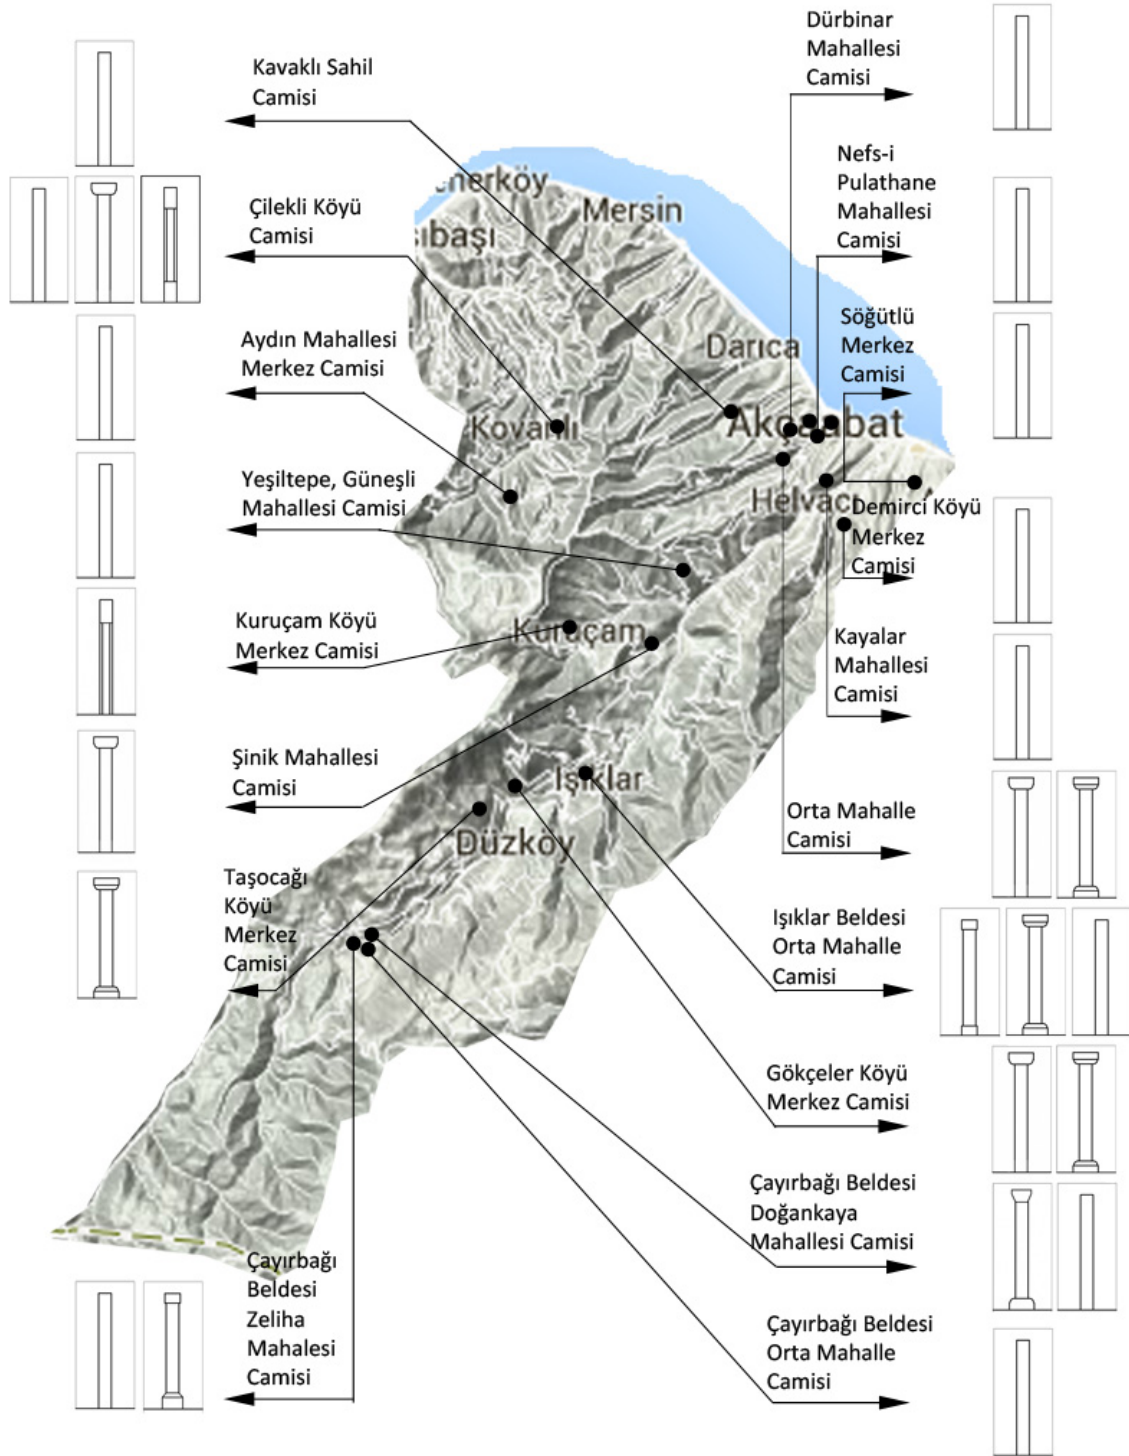 Kavaklı Sahil
Camisi
Çilekli Köyü
Camisi
Aydın Mahallesi
Merkez Camisi
Yeşiltepe, Güneşli
Mahallesi Camisi
Kuruçam Köyü
Merkez Camisi
Şinik Mahallesi
Camisi
Taşocağı
Köyü
Merkez
Camisi
Çayırbağı
Beldesi
Zeliha
Mahalesi
Camisi
Mersin
Darıca
Akçaabat
Kovanlı
Helvacı
Kuruçam
Işıklar
Düzköy
Dürbinar
Mahallesi
Camisi
Nefs-i
Pulathane
Mahallesi
Camisi
Söğütlü
Merkez
Camisi
Demirci Köyü
Merkez
Camisi
Kayalar
Mahallesi
Camisi
Orta Mahalle
Camisi
Işıklar Beldesi
Orta Mahalle
Camisi
Gökçeler Köyü
Merkez Camisi
Çayırbağı Beldesi
Doğankaya
Mahallesi Camisi
Çayırbağı Beldesi
Orta Mahalle
Camisi